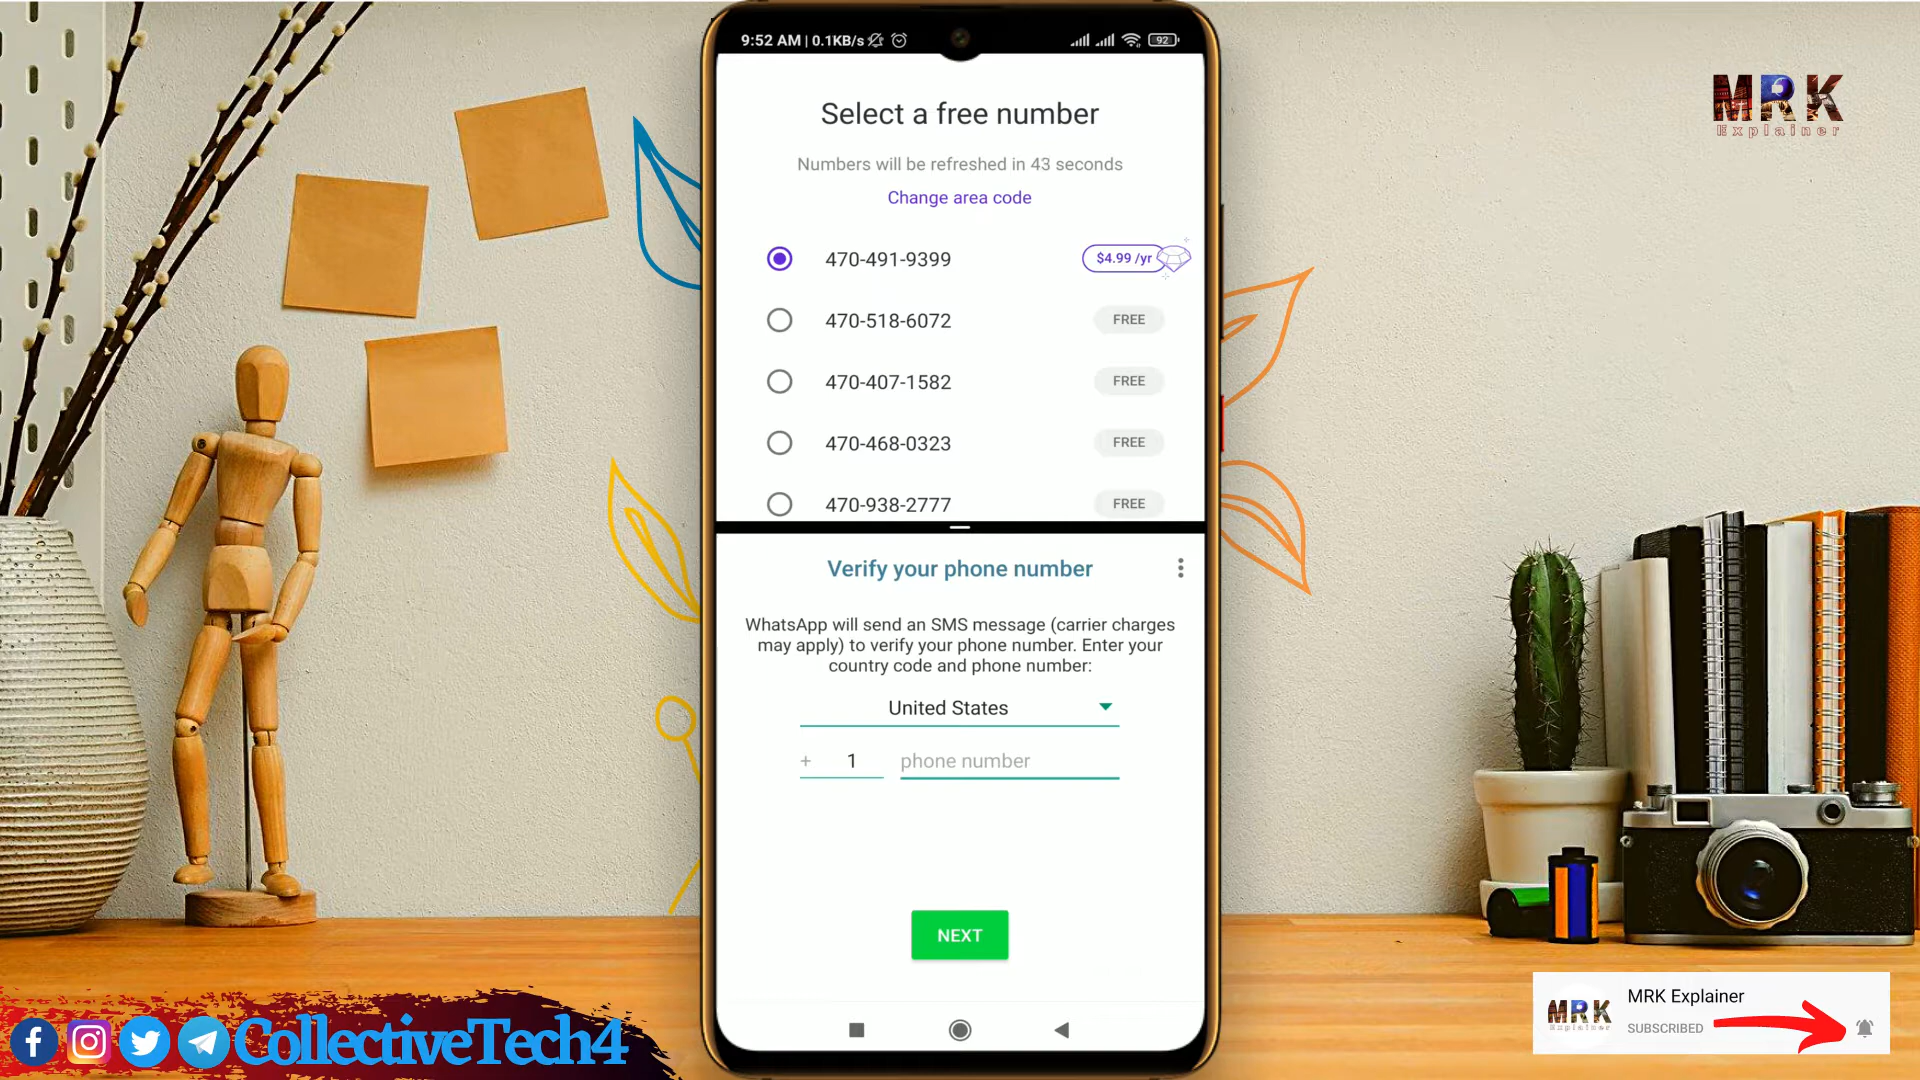 9:52 AM | 0.1KB/s
92
MRK
Explainer
Select a free number
Numbers will be refreshed in 43 seconds
Change area code
470-491-9399 $4.99 /yr
470-518-6072 FREE
470-407-1582 FREE
470-468-0323 FREE
470-938-2777 FREE
Verify your phone number
WhatsApp will send an SMS message (carrier charges
may apply) to verify your phone number. Enter your
country code and phone number:
United States
+ 1 phone number
NEXT
CollectiveTech4
MRK
Explainer
MRK Explainer
SUBSCRIBED